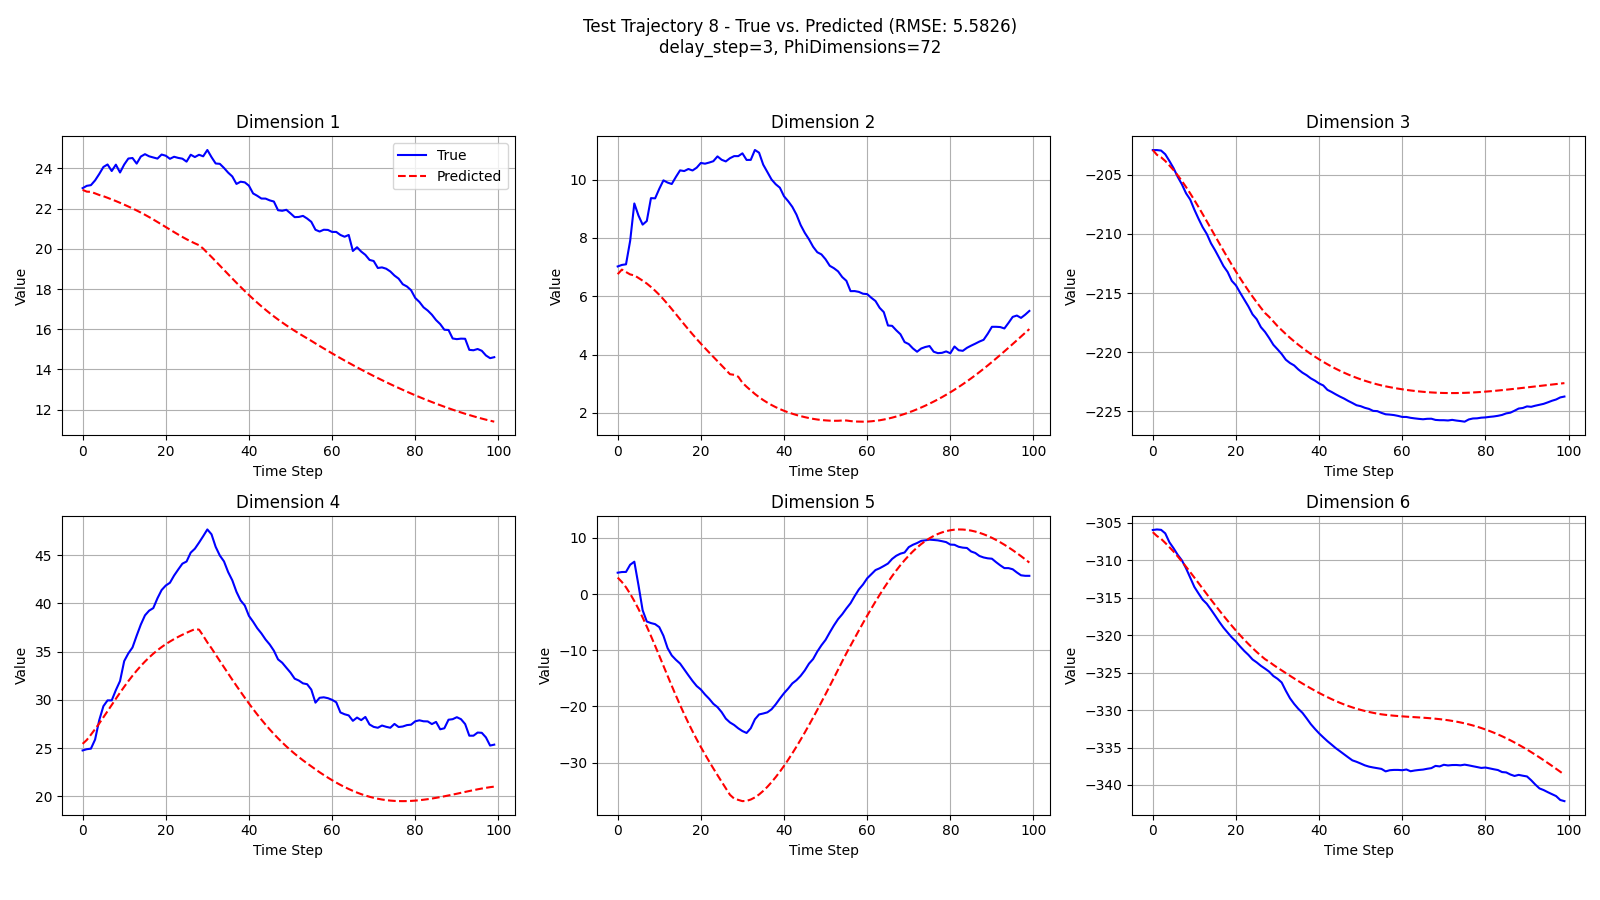 Test Trajectory 8 - True vs. Predicted (RMSE: 5.5826)
delay_step=3, PhiDimensions=72
Dimension 1
Value
24
22
20
18
16
14
12
0 20 40 60 80 100
Time Step
True
Predicted
Dimension 2
Value
10
8
6
4
2
0 20 40 60 80 100
Time Step
Dimension 3
Value
−205
−210
−215
−220
−225
0 20 40 60 80 100
Time Step
Dimension 4
Value
45
40
35
30
25
20
0 20 40 60 80 100
Time Step
Dimension 5
Value
10
0
−10
−20
−30
0 20 40 60 80 100
Time Step
Dimension 6
Value
−305
−310
−315
−320
−325
−330
−335
−340
0 20 40 60 80 100
Time Step